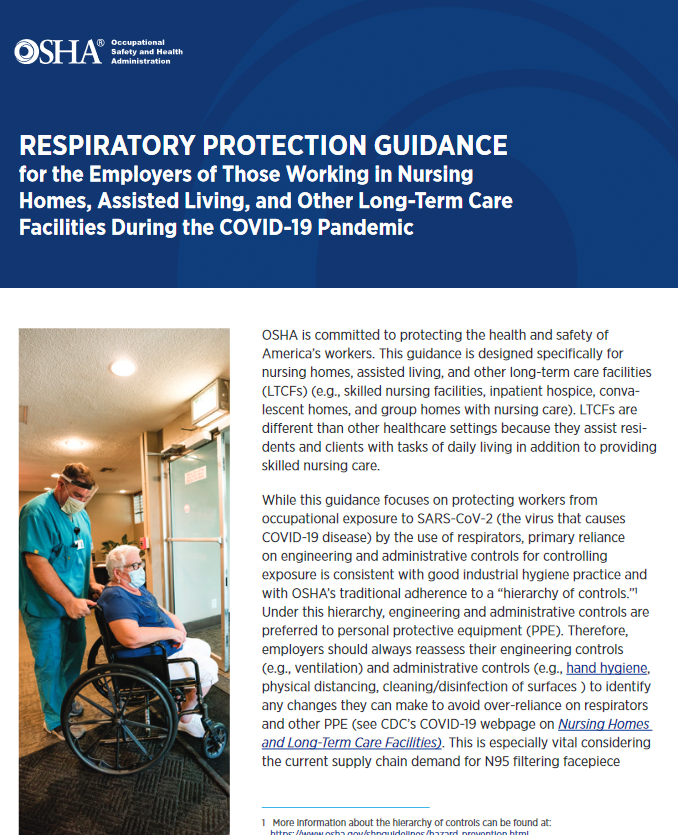 OSHA®
Occupational
Safety and Health
Administration
RESPIRATORY PROTECTION GUIDANCE
for the Employers of Those Working in Nursing
Homes, Assisted Living, and Other Long-Term Care
Facilities During the COVID-19 Pandemic
OSHA is committed to protecting the health and safety of
America’s workers. This guidance is designed specifically for
nursing homes, assisted living, and other long-term care facilities
(LTCFs) (e.g., skilled nursing facilities, inpatient hospice, conva-
lescent homes, and group homes with nursing care). LTCFs are
different than other healthcare settings because they assist resi-
dents and clients with tasks of daily living in addition to providing
skilled nursing care.
While this guidance focuses on protecting workers from
occupational exposure to SARS-CoV-2 (the virus that causes
COVID-19 disease) by the use of respirators, primary reliance
on engineering and administrative controls for controlling
exposure is consistent with good industrial hygiene practice and
with OSHA’s traditional adherence to a “hierarchy of controls.”1
Under this hierarchy, engineering and administrative controls are
preferred to personal protective equipment (PPE). Therefore,
employers should always reassess their engineering controls
(e.g., ventilation) and administrative controls (e.g., hand hygiene,
physical distancing, cleaning/disinfection of surfaces ) to identify
any changes they can make to avoid over-reliance on respirators
and other PPE (see CDC’s COVID-19 webpage on Nursing Homes
and Long-Term Care Facilities). This is especially vital considering
the current supply chain demand for N95 filtering facepiece
1 More information about the hierarchy of controls can be found at:
https://www.osha.gov/shpguidelines/hazard-prevention.html